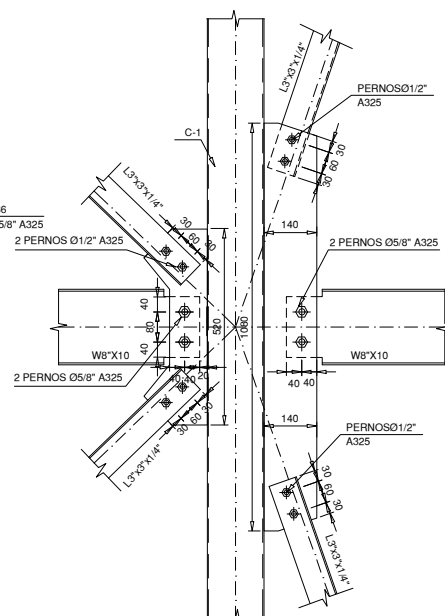 L3"x3"x1/4"
PERNOSØ1/2"
A325
C-1
30
60
30
L3"x3"x1/4"
5/8" A325
2 PERNOS Ø1/2" A325
30
60
30
140
2 PERNOS Ø5/8" A325
40
80
40
520
1080
W8"X10
W8"X10
2 PERNOS Ø5/8" A325
40
40
20
40
40
30
60
30
L3"x3"x1/4"
140
PERNOSØ1/2"
A325
30
60
30
L3"x3"x1/4"